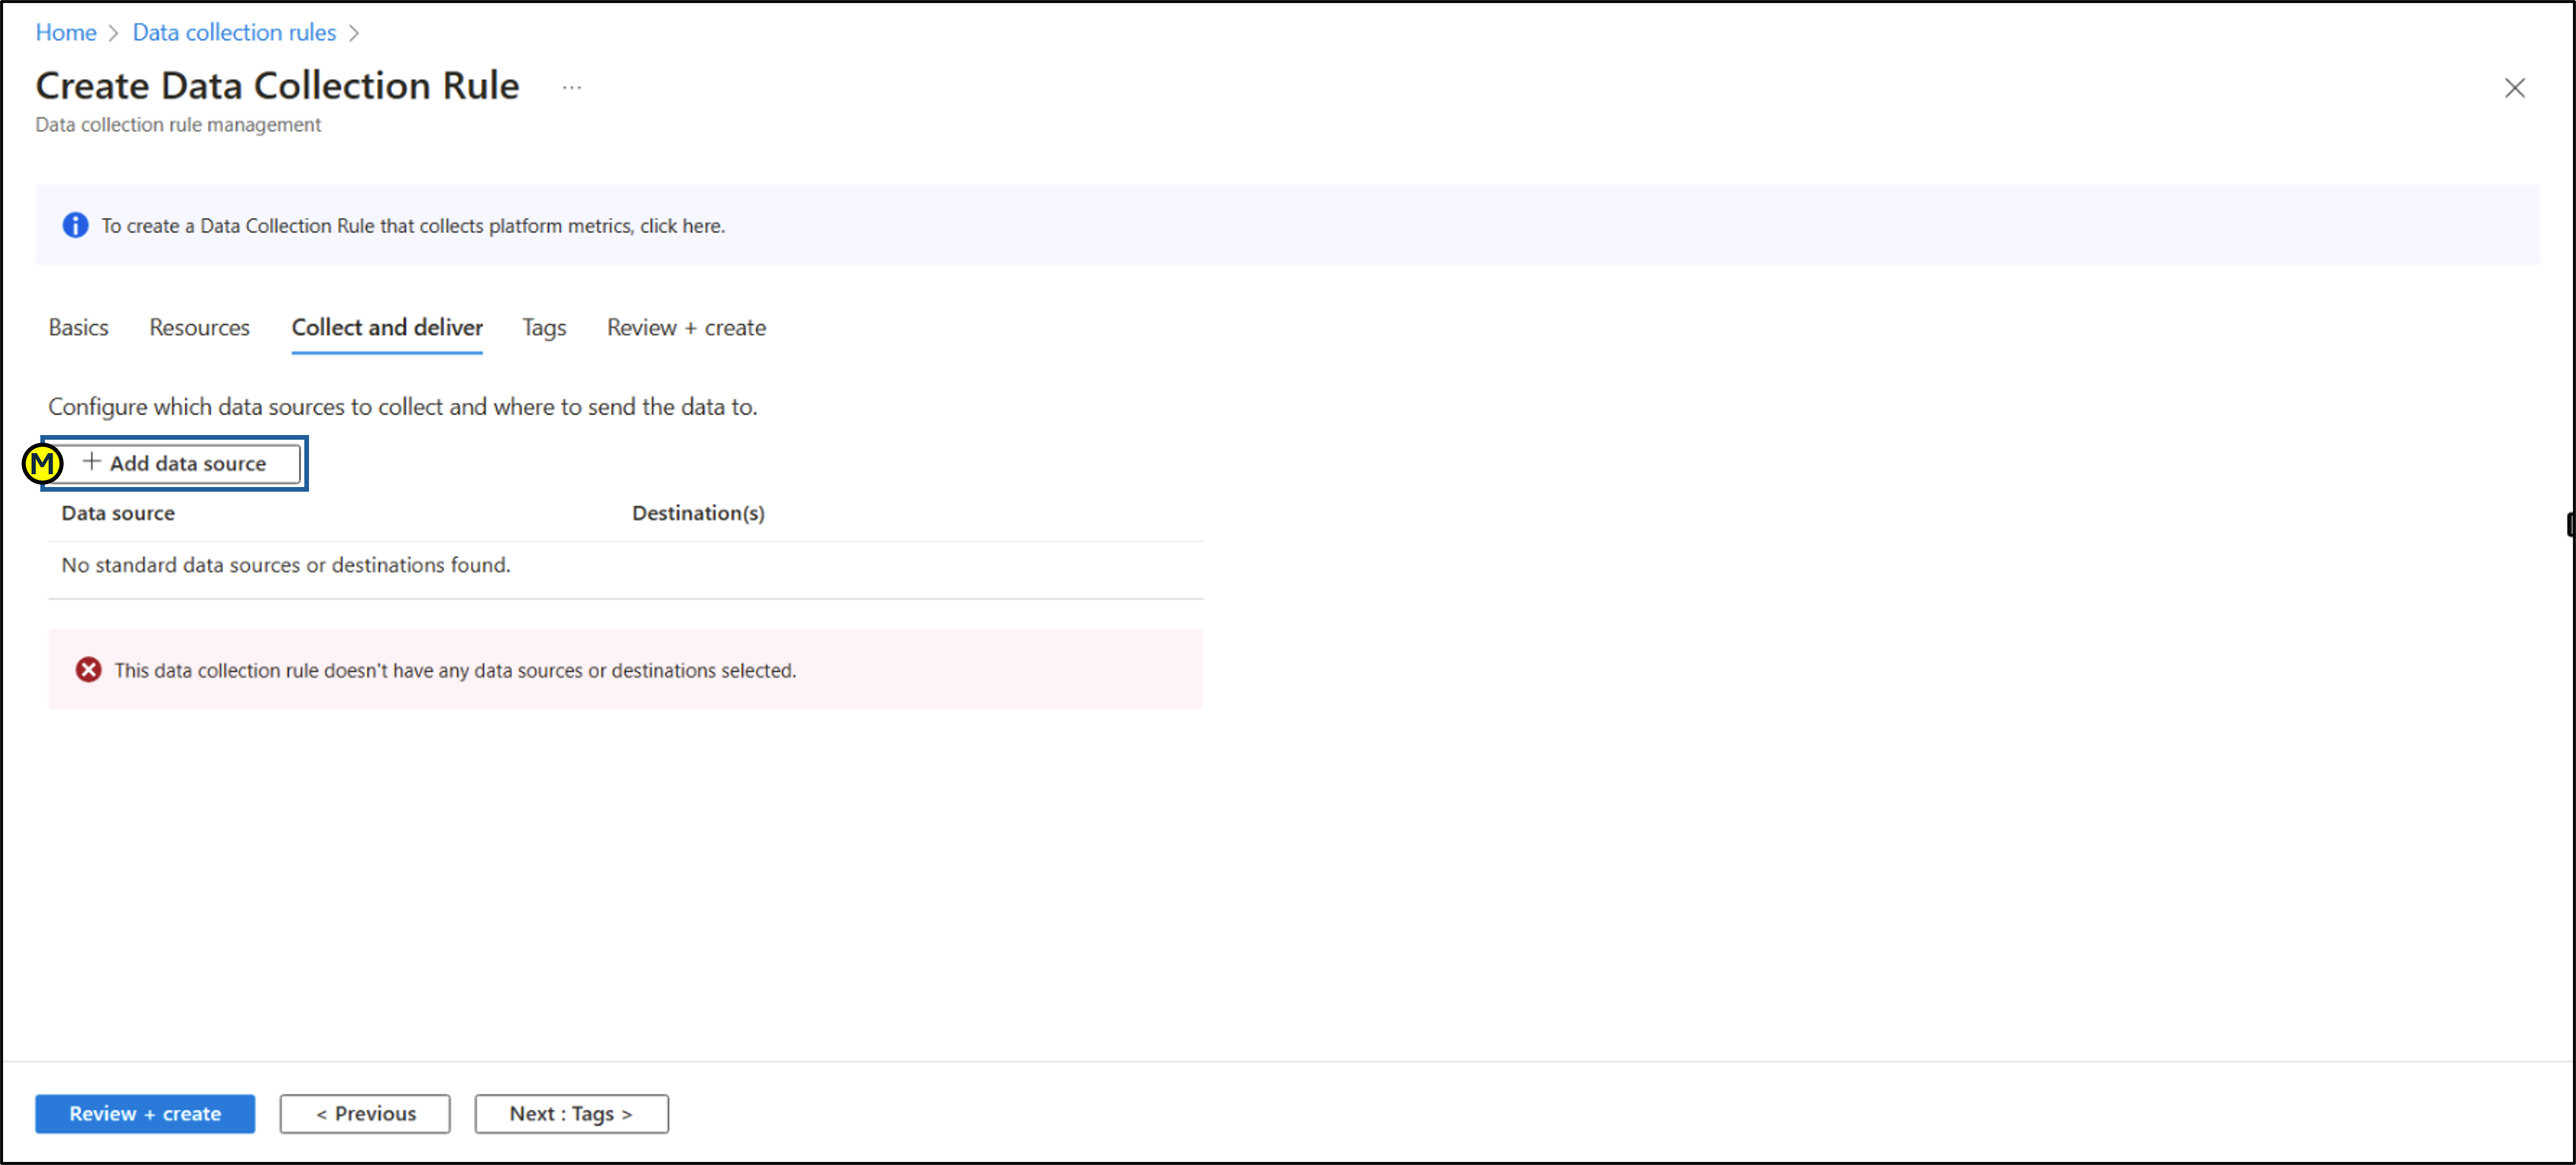 Home > Data collection rules >
Create Data Collection Rule ...
Data collection rule management
To create a Data Collection Rule that collects platform metrics, click here.
Basics Resources Collect and deliver Tags Review + create
Configure which data sources to collect and where to send the data to.
M + Add data source
Data source Destination(s)
No standard data sources or destinations found.
This data collection rule doesn't have any data sources or destinations selected.
Review + create < Previous Next : Tags >